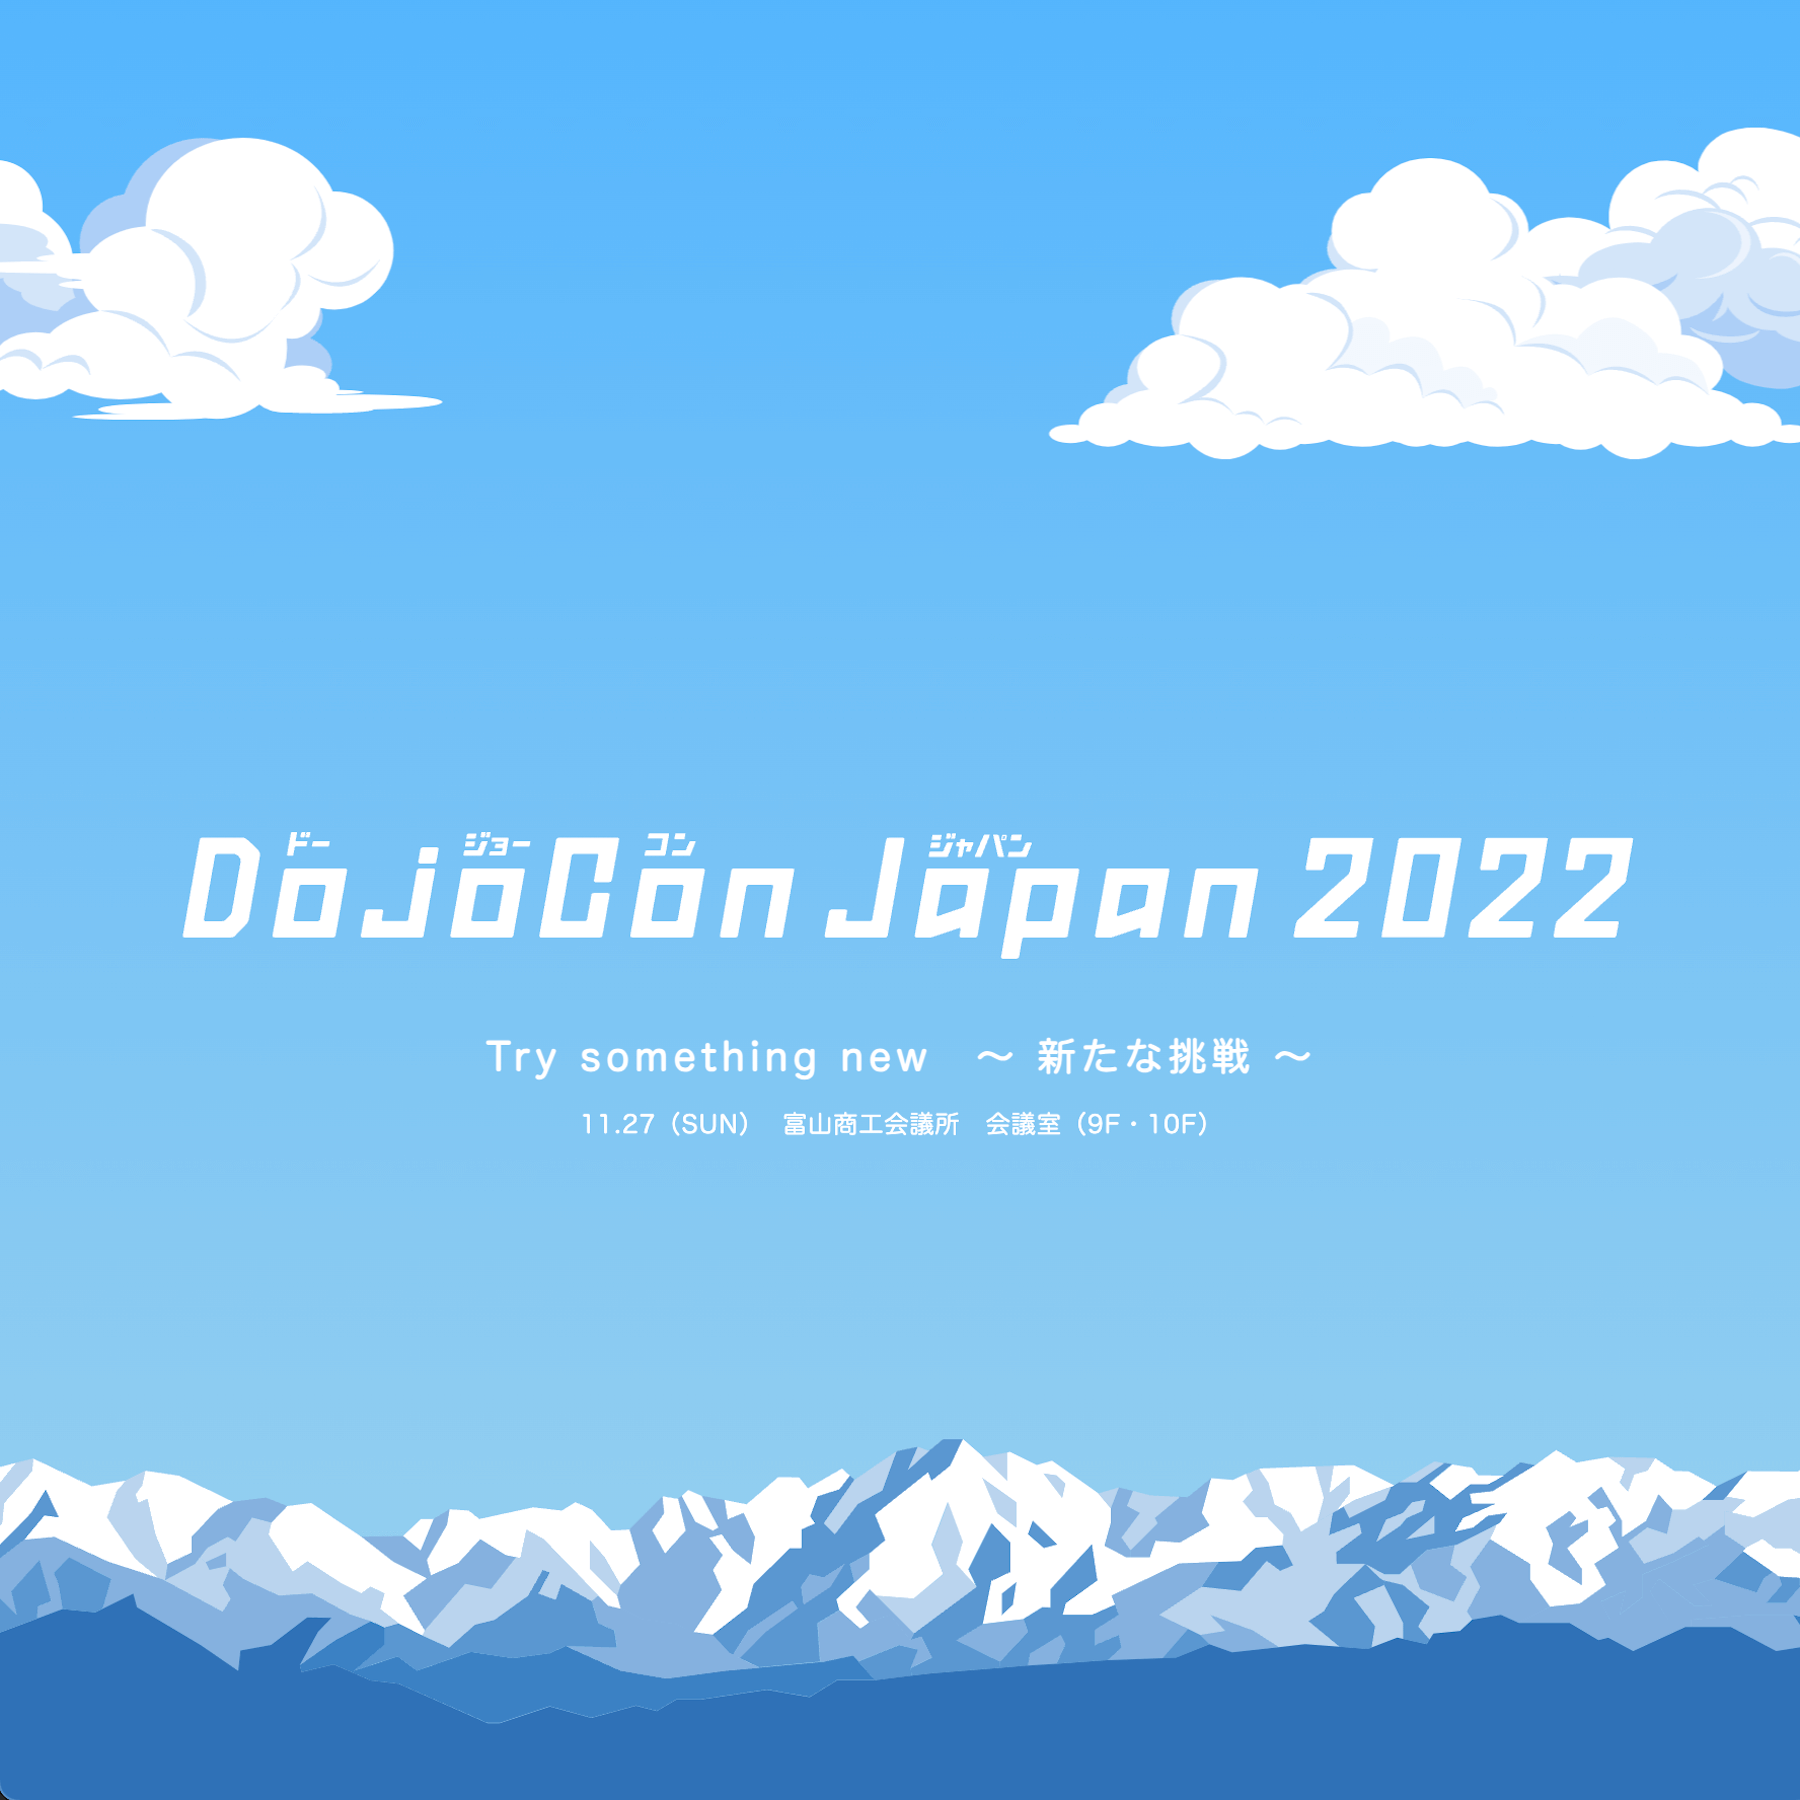 ドー ジョー コン ジャパン
DojoCon Japan 2022
Try something new　〜 新たな挑戦 〜
11.27（SUN）　富山商工会議所　会議室（9F・10F）